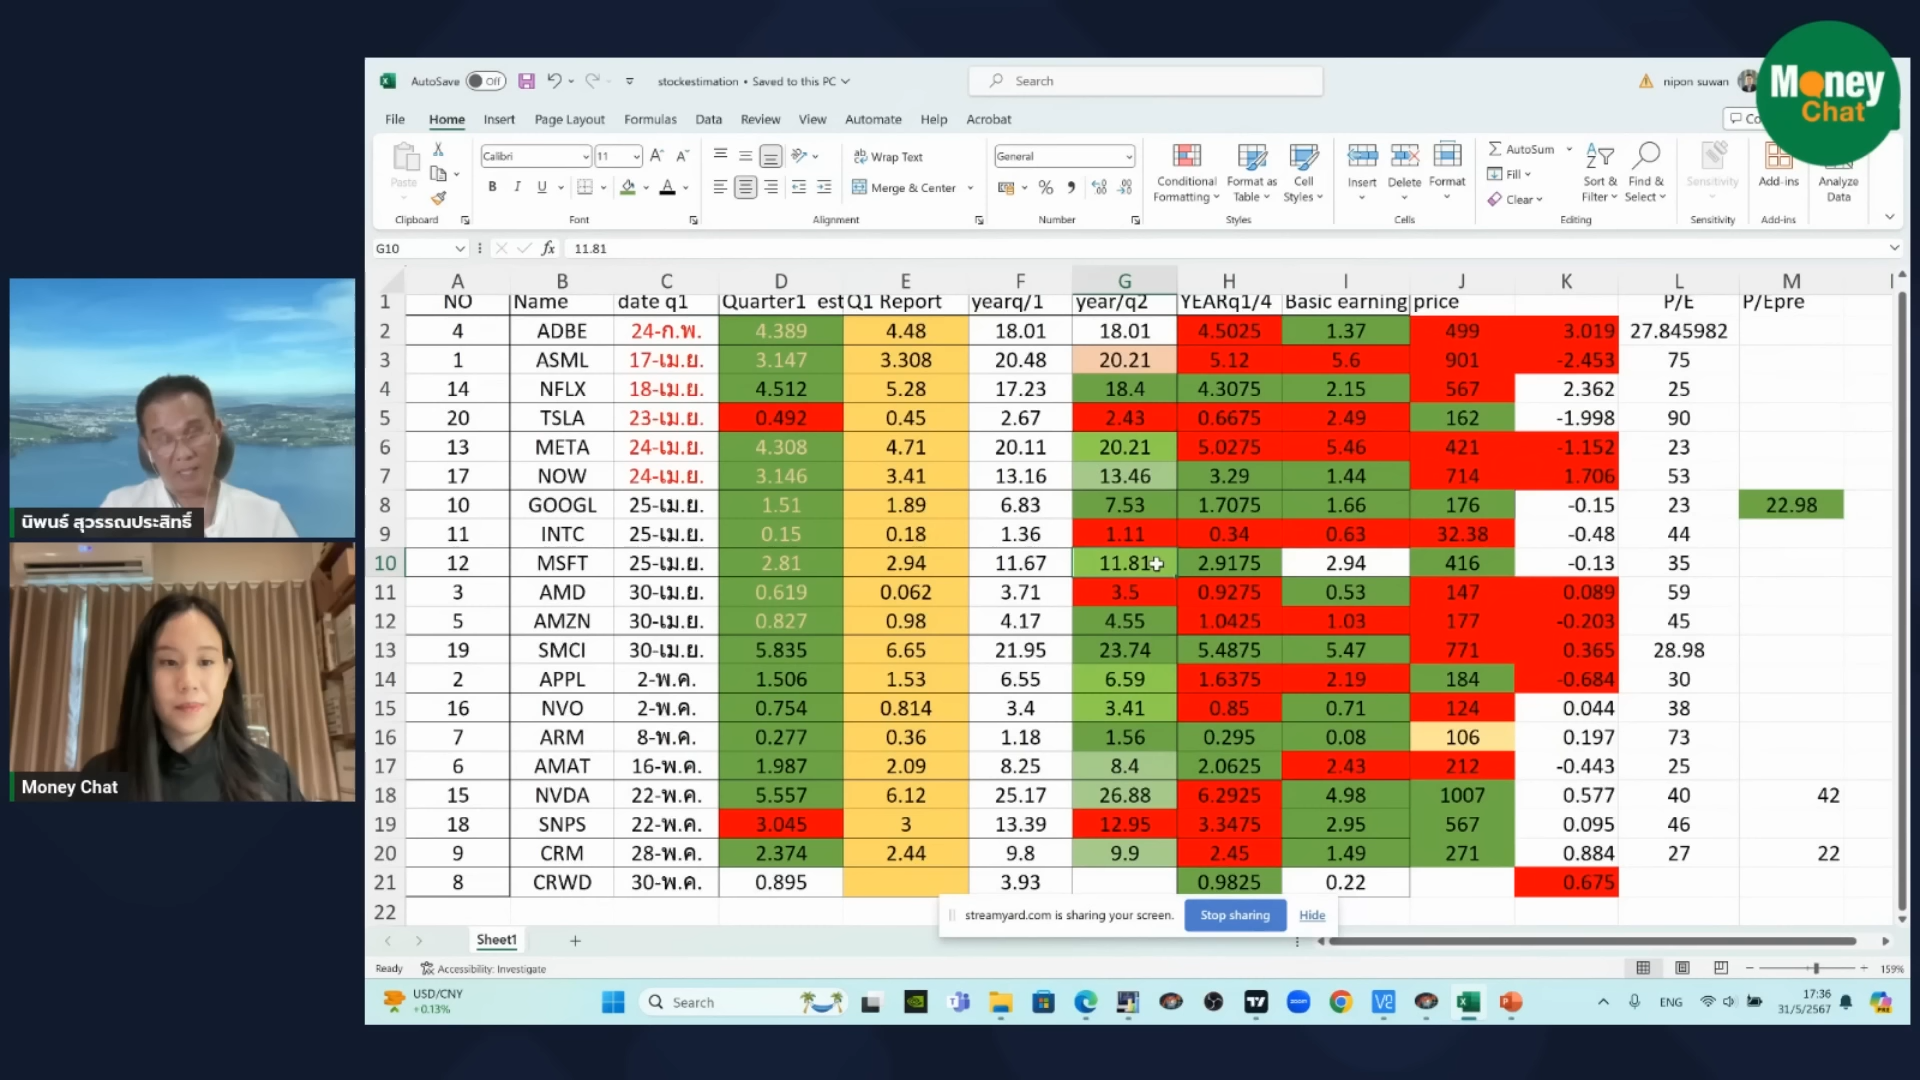 Money
Chat
AutoSave Off stockestimation • Saved to this PC Search nipon suwan
File Home Insert Page Layout Formulas Data Review View Automate Help Acrobat
Paste Calibri 11 Wrap Text General Conditional Formatting Format as Table Cell Styles Insert Delete Format AutoSum Fill Clear Sort & Filter Find & Select Sensitivity Add-ins Analyze Data
B I U A Merge & Center
Clipboard Font Alignment Number Styles Cells Editing Sensitivity Add-ins
G10 fx 11.81
A B C D E F G H I J K L M
1 NO Name date q1 Quarter1 est Q1 Report yearq/1 year/q2 YEARq1/4 Basic earning price P/E P/Epre
2 4 ADBE 24-ก.พ. 4.389 4.48 18.01 18.01 4.5025 1.37 499 3.019 27.845982
3 1 ASML 17-เม.ย. 3.147 3.308 20.48 20.21 5.12 5.6 901 -2.453 75
4 14 NFLX 18-เม.ย. 4.512 5.28 17.23 18.4 4.3075 2.15 567 2.362 25
5 20 TSLA 23-เม.ย. 0.492 0.45 2.67 2.43 0.6675 2.49 162 -1.998 90
6 13 META 24-เม.ย. 4.308 4.71 20.11 20.21 5.0275 5.46 421 -1.152 23
7 17 NOW 24-เม.ย. 3.146 3.41 13.16 13.46 3.29 1.44 714 1.706 53
8 10 GOOGL 25-เม.ย. 1.51 1.89 6.83 7.53 1.7075 1.66 176 -0.15 23 22.98
9 11 INTC 25-เม.ย. 0.15 0.18 1.36 1.11 0.34 0.63 32.38 -0.48 44
10 12 MSFT 25-เม.ย. 2.81 2.94 11.67 11.81 2.9175 2.94 416 -0.13 35
11 3 AMD 30-เม.ย. 0.619 0.062 3.71 3.5 0.9275 0.53 147 0.089 59
12 5 AMZN 30-เม.ย. 0.827 0.98 4.17 4.55 1.0425 1.03 177 -0.203 45
13 19 SMCI 30-เม.ย. 5.835 6.65 21.95 23.74 5.4875 5.47 771 0.365 28.98
14 2 APPL 2-พ.ค. 1.506 1.53 6.55 6.59 1.6375 2.19 184 -0.684 30
15 16 NVO 2-พ.ค. 0.754 0.814 3.4 3.41 0.85 0.71 124 0.044 38
16 7 ARM 8-พ.ค. 0.277 0.36 1.18 1.56 0.295 0.08 106 0.197 73
17 6 AMAT 16-พ.ค. 1.987 2.09 8.25 8.4 2.0625 2.43 212 -0.443 25
18 15 NVDA 22-พ.ค. 5.557 6.12 25.17 26.88 6.2925 4.98 1007 0.577 40 42
19 18 SNPS 22-พ.ค. 3.045 3 13.39 12.95 3.3475 2.95 567 0.095 46
20 9 CRM 28-พ.ค. 2.374 2.44 9.8 9.9 2.45 1.49 271 0.884 27 22
21 8 CRWD 30-พ.ค. 0.895 3.93 0.9825 0.22 0.675
22
streamyard.com is sharing your screen. Stop sharing Hide
Sheet1
Ready Accessibility: Investigate 159%
USD/CNY
+0.13%
Search
ENG
17:36
31/5/2567
นิพนธ์ สุวรรณประสิทธิ์
Money Chat